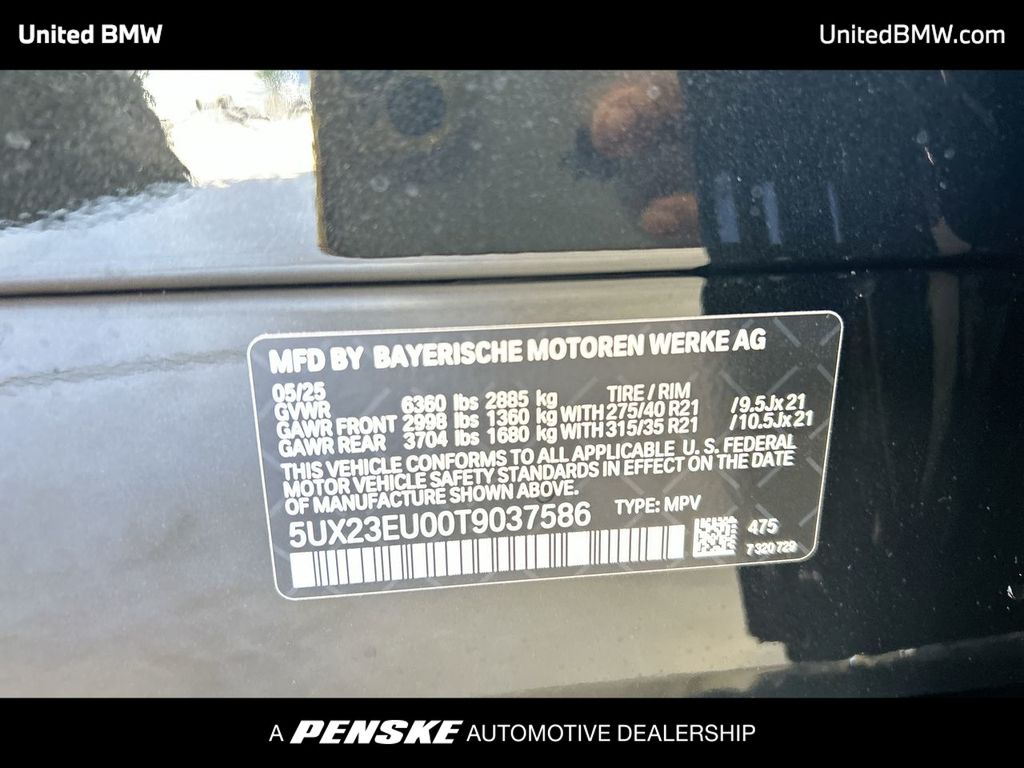 United BMW
UnitedBMW.com
MFD BY BAYERISCHE MOTOREN WERKE AG
05/25 TIRE / RIM
GVWR 6360 lbs 2885 kg
GAWR FRONT 2998 lbs 1360 kg WITH 275/40 R21 /9.5Jx21
GAWR REAR 3704 lbs 1680 kg WITH 315/35 R21 /10.5Jx21
THIS VEHICLE CONFORMS TO ALL APPLICABLE U. S. FEDERAL
MOTOR VEHICLE SAFETY STANDARDS IN EFFECT ON THE DATE
OF MANUFACTURE SHOWN ABOVE.
5UX23EU00T9037586 TYPE: MPV
475
7 320 729
A PENSKE AUTOMOTIVE DEALERSHIP